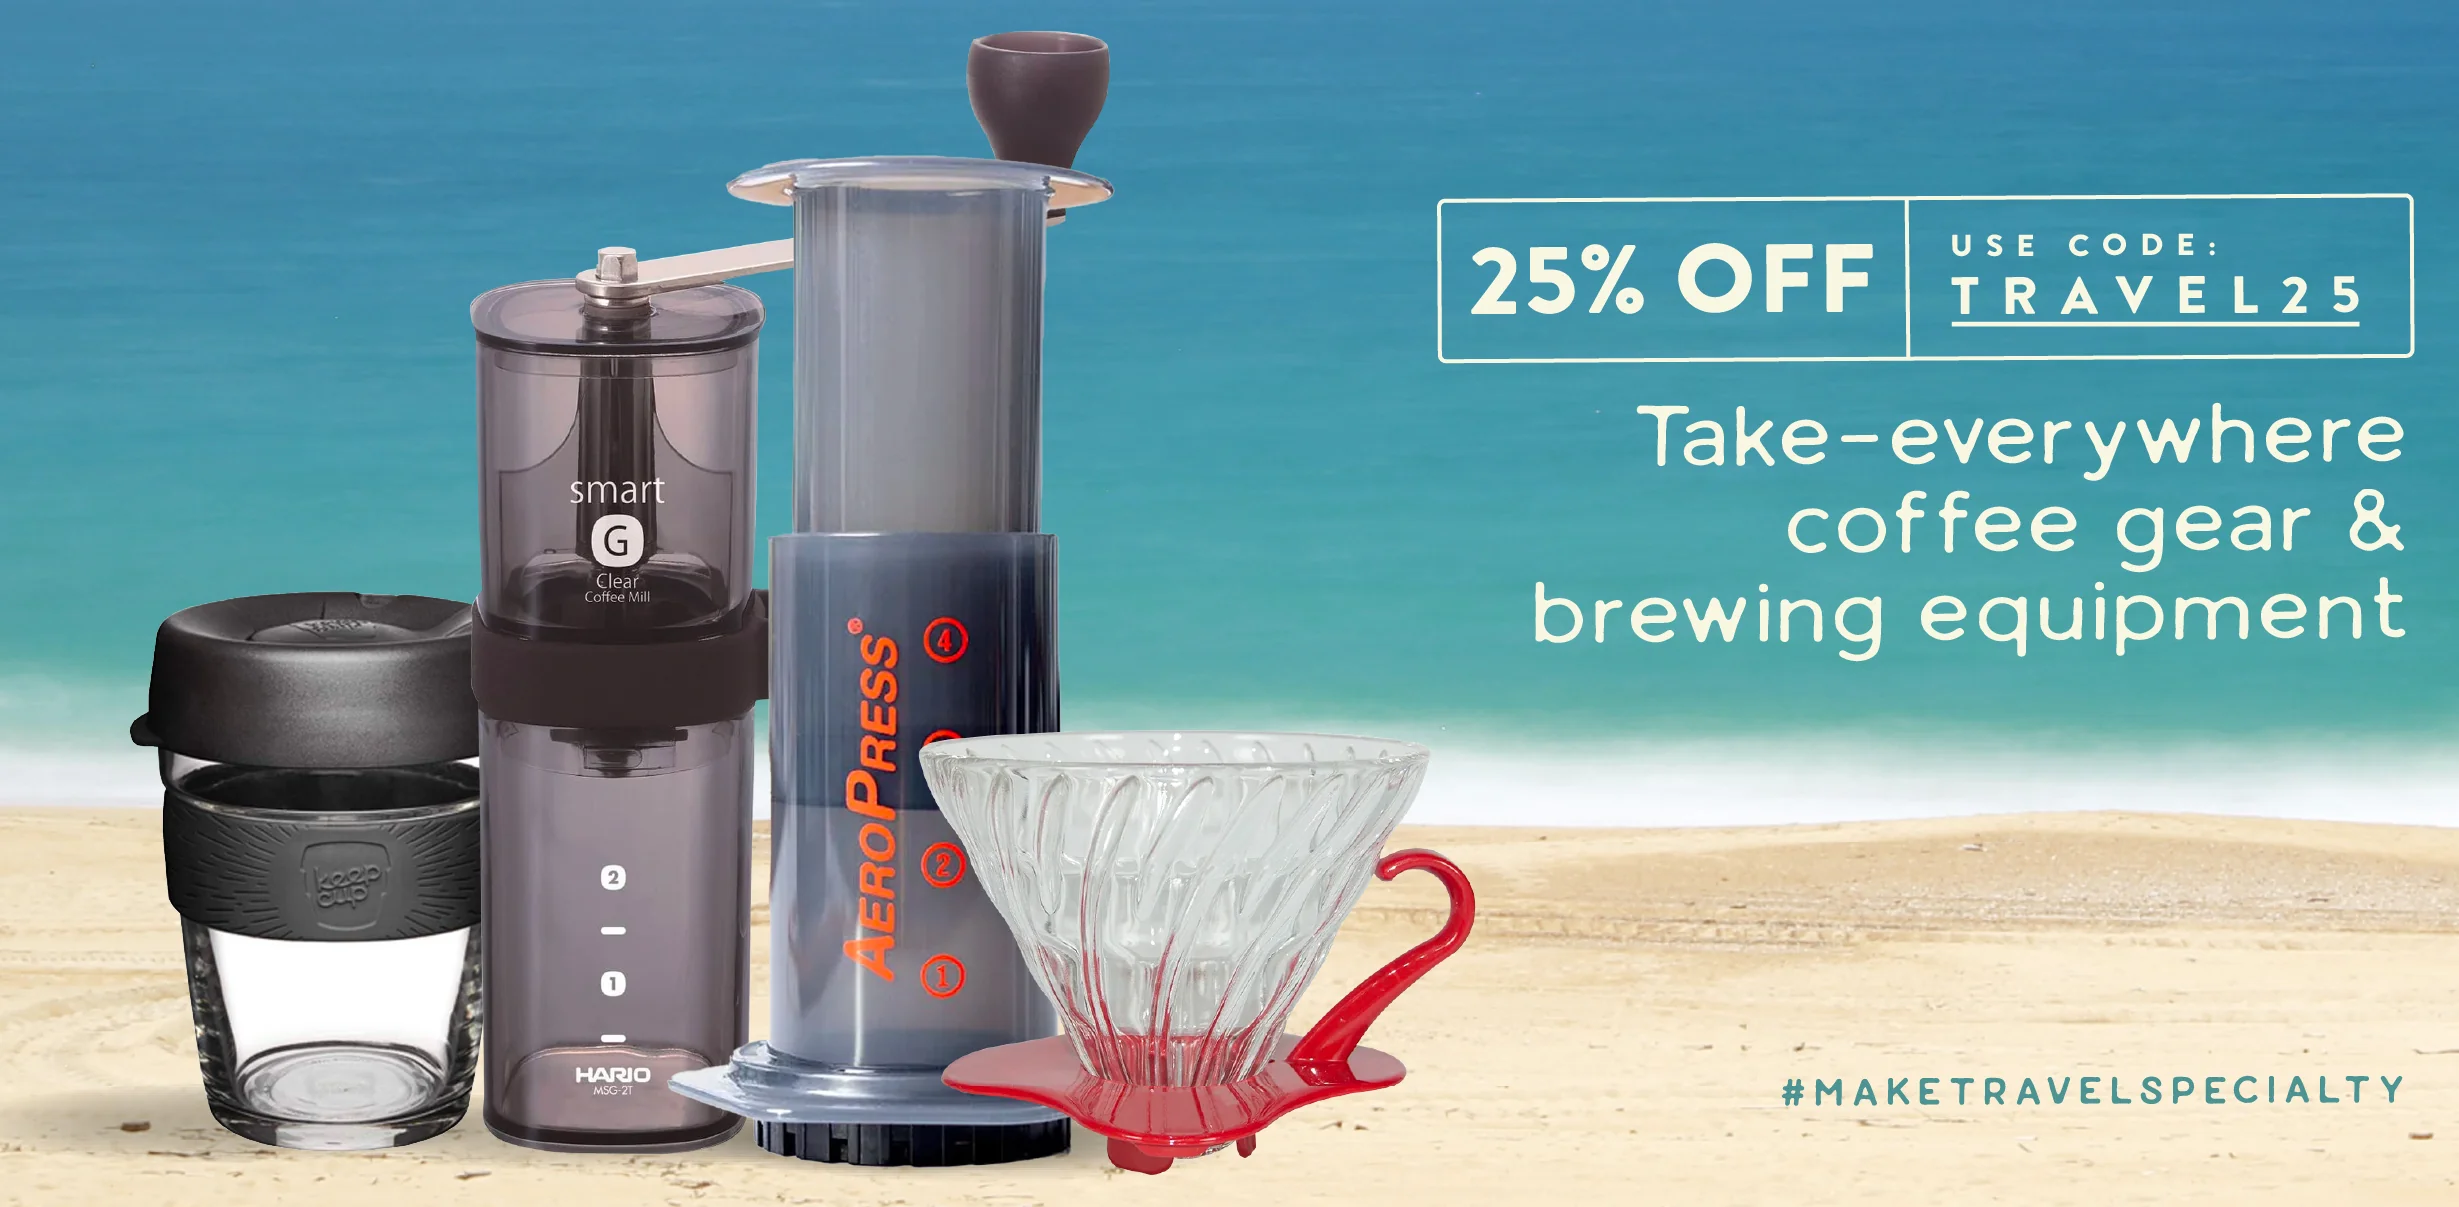 25% OFF
USE CODE:
TRAVEL25
Take-everywhere
coffee gear &
brewing equipment
#MAKETRAVELSPECIALTY
smart
G
Clear
Coffee Mill
2
1
HARIO
MSG-2T
AEROPRESS®
4
2
1
keep
cup